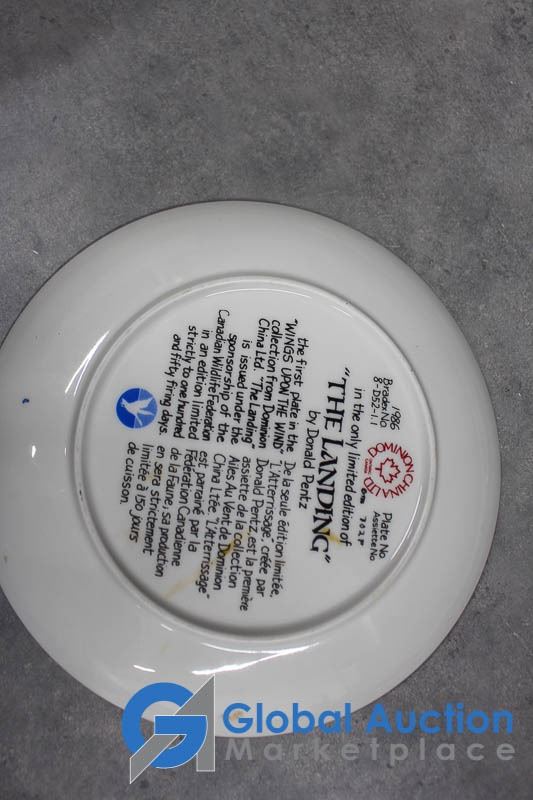 1986
Bradex No.
8-D52-1.1
DOMINION CHINA LTD
Plate No.
Assiette No
702P
in the only limited edition of
"THE LANDING"
by Donald Pentz
the first plate in the
"WINGS UPON THE WIND"
collection from Dominion
China Ltd. "The Landing"
is issued under the
sponsorship of the
Canadian Wildlife Federation
in an edition limited
strictly to one hundred
and fifty firing days.
De la seule édition limitée,
"L'Atterrissage", créée par
Donald Pentz, est la première
assiette de la collection
Ailes Au Vent de Dominion
China Ltée "L'Atterrissage"
est parrainé par la
Fédération Canadienne
de la Faune; sa production
en sera strictement
limitée à 150 jours
de cuisson.
Global Auction
Marketplace